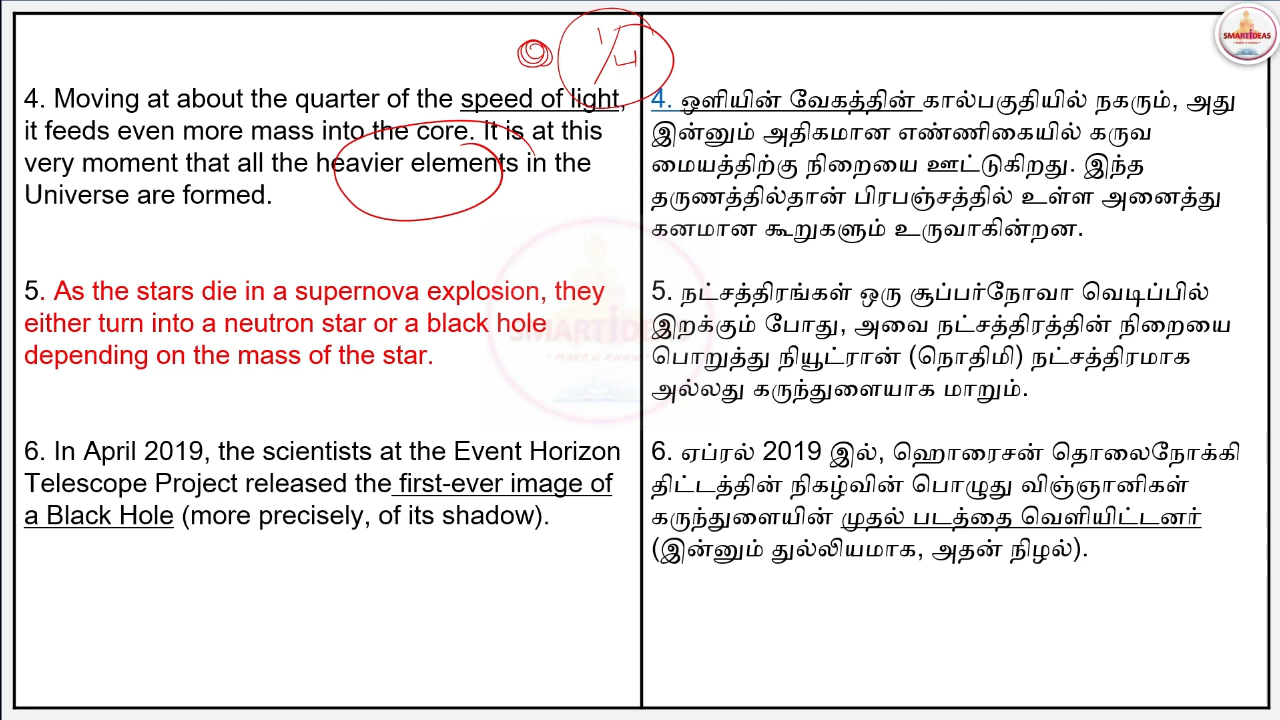 1/4
SMARTIDEAS
4. Moving at about the quarter of the speed of light,
it feeds even more mass into the core. It is at this
very moment that all the heavier elements in the
Universe are formed.
5. As the stars die in a supernova explosion, they
either turn into a neutron star or a black hole
depending on the mass of the star.
6. In April 2019, the scientists at the Event Horizon
Telescope Project released the first-ever image of
a Black Hole (more precisely, of its shadow).
4. ஒளியின் வேகத்தின் கால்பகுதியில் நகரும், அது
இன்னும் அதிகமான எண்ணிகையில் கருவ
மையத்திற்கு நிறையை ஊட்டுகிறது. இந்த
தருணத்தில்தான் பிரபஞ்சத்தில் உள்ள அனைத்து
கனமான கூறுகளும் உருவாகின்றன.
5. நட்சத்திரங்கள் ஒரு சூப்பர்நோவா வெடிப்பில்
இறக்கும் போது, அவை நட்சத்திரத்தின் நிறையை
பொறுத்து நியூட்ரான் (நொதிமி) நட்சத்திரமாக
அல்லது கருந்துளையாக மாறும்.
6. ஏப்ரல் 2019 இல், ஹொரைசன் தொலைநோக்கி
திட்டத்தின் நிகழ்வின் பொழுது விஞ்ஞானிகள்
கருந்துளையின் முதல் படத்தை வெளியிட்டனர்
(இன்னும் துல்லியமாக, அதன் நிழல்).
SMARTIDEAS